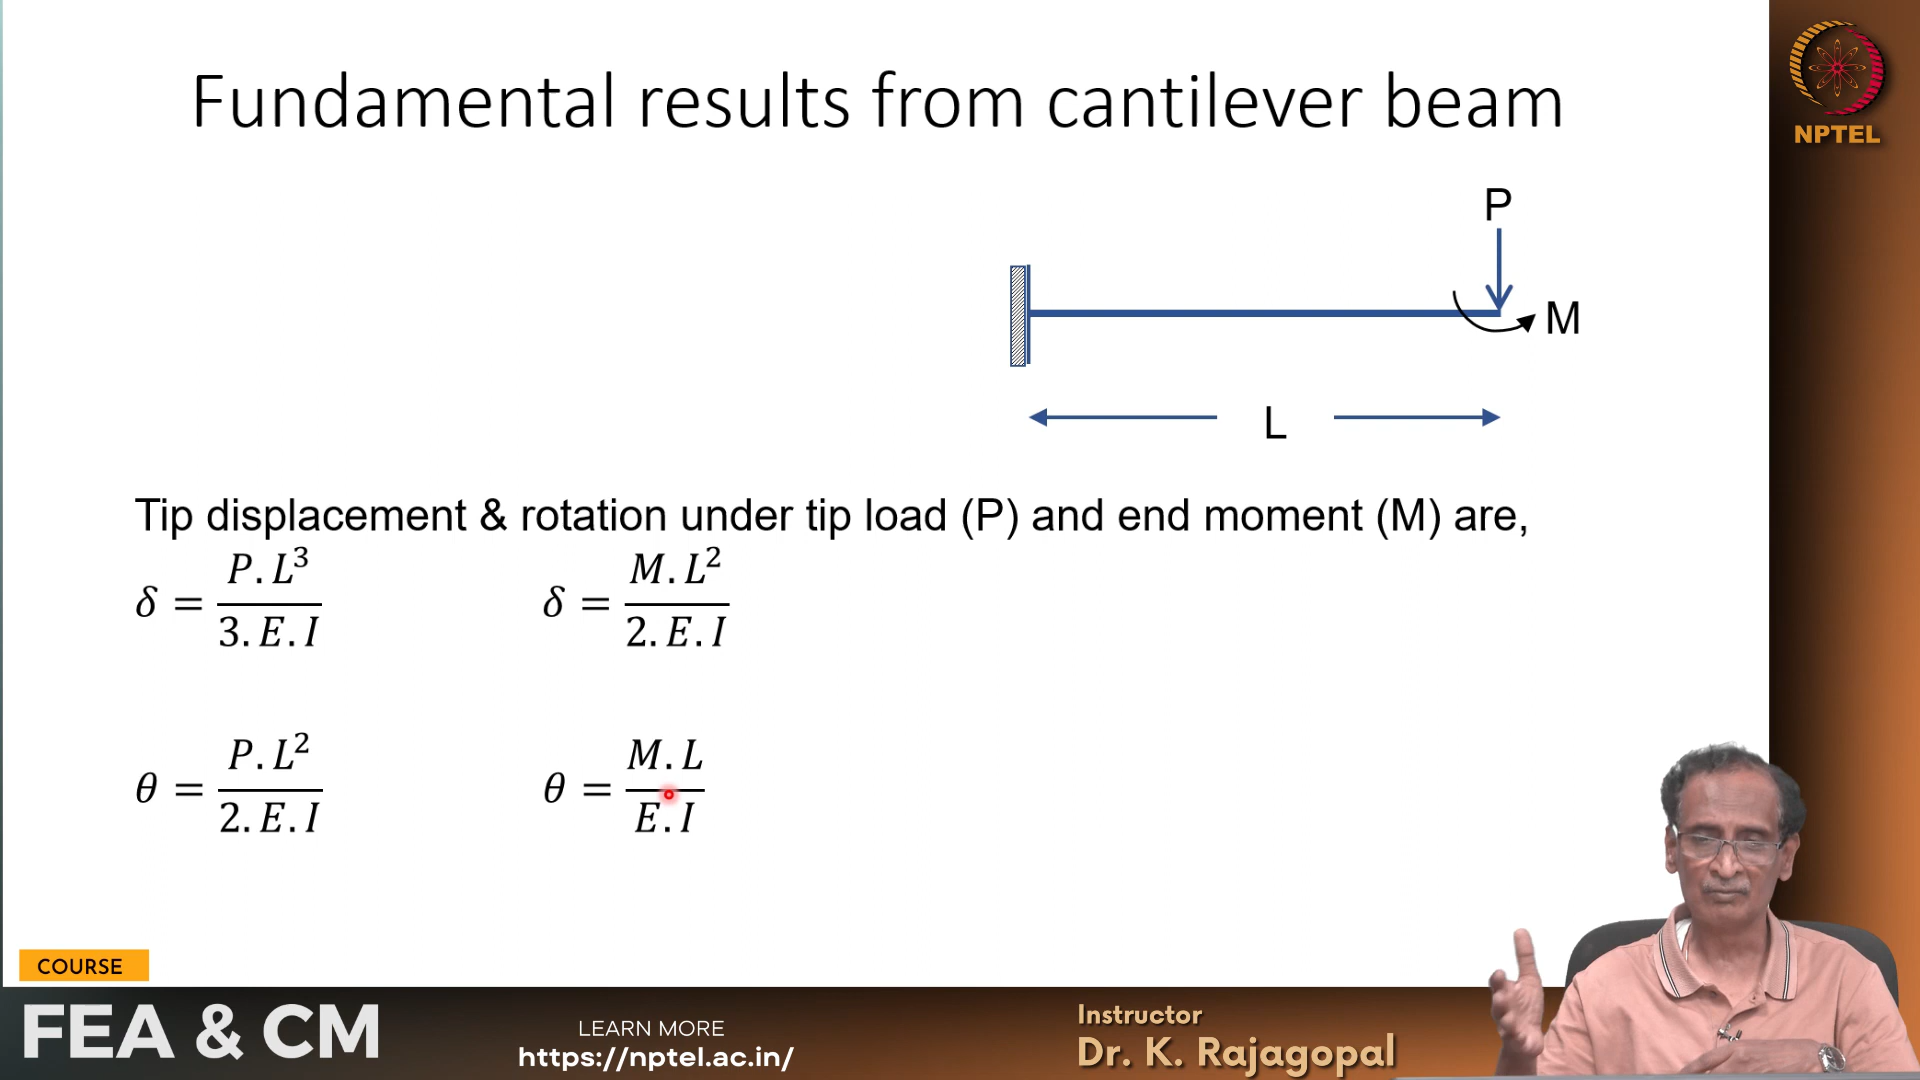 Fundamental results from cantilever beam
NPTEL
P
M
L
Tip displacement & rotation under tip load (P) and end moment (M) are,
δ = P.L³ / 3.E.I
δ = M.L² / 2.E.I
θ = P.L² / 2.E.I
θ = M.L / E.I
COURSE
FEA & CM
LEARN MORE
https://nptel.ac.in/
Instructor
Dr. K. Rajagopal